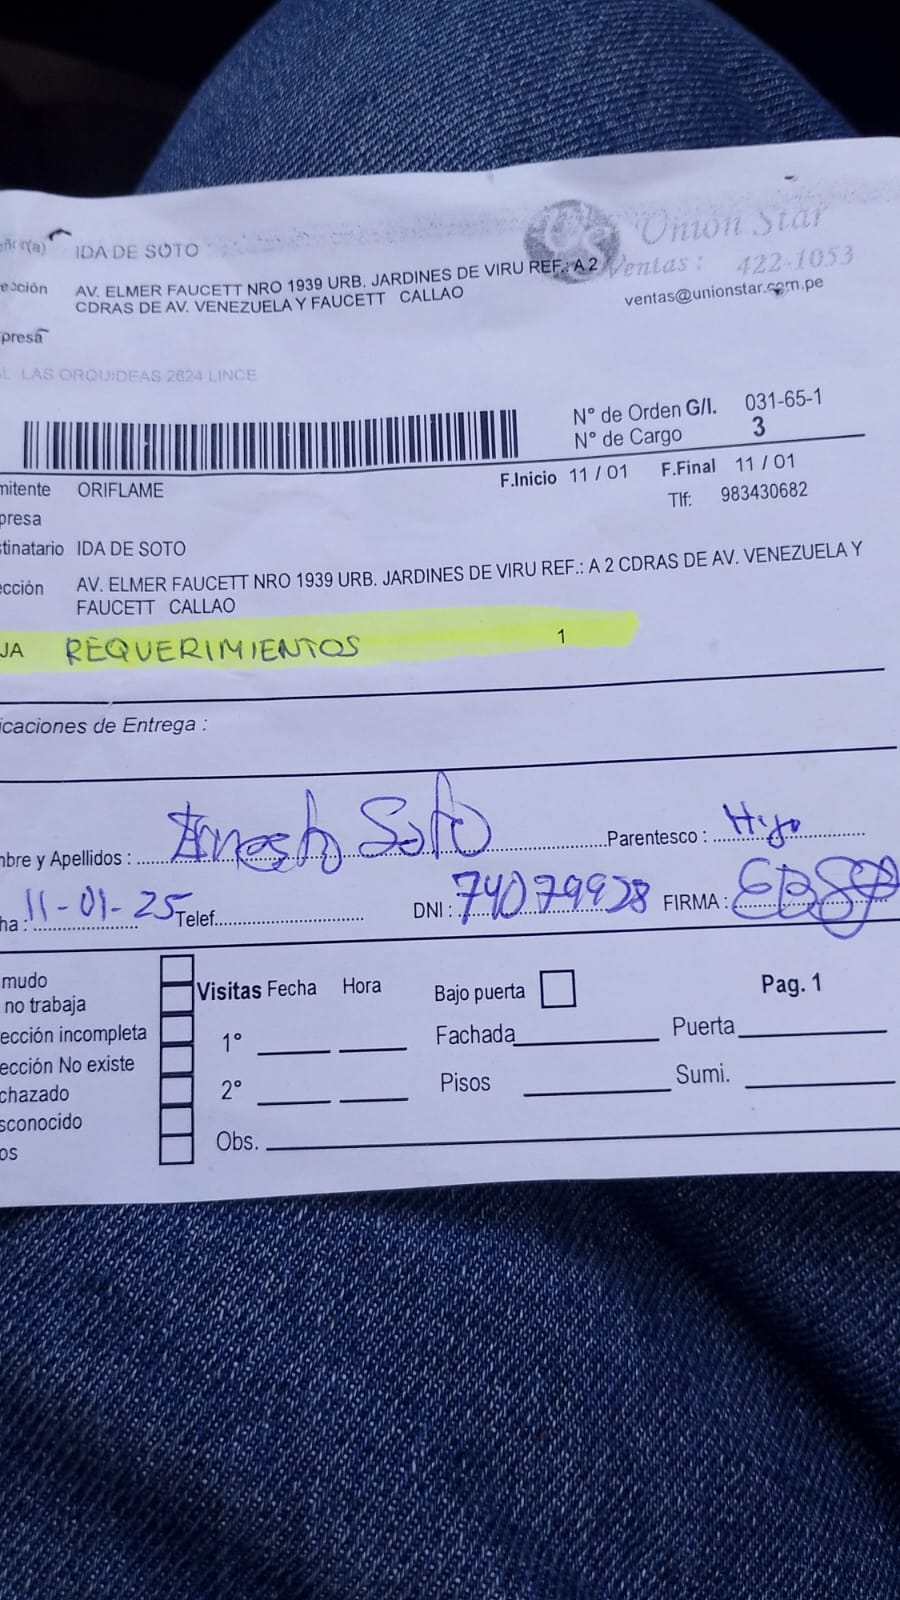 eñor(a) IDA DE SOTO
Union Star
ección AV. ELMER FAUCETT NRO 1939 URB. JARDINES DE VIRU REF.: A 2
CDRAS DE AV. VENEZUELA Y FAUCETT CALLAO
Ventas: 422-1053
ventas@unionstar.com.pe
presa
LAS ORQUIDEAS 2624 LINCE
N° de Orden G/I. 031-65-1
N° de Cargo 3
F.Inicio 11 / 01 F.Final 11 / 01
mitente ORIFLAME
Tlf: 983430682
presa
stinatario IDA DE SOTO
ección AV. ELMER FAUCETT NRO 1939 URB. JARDINES DE VIRU REF.: A 2 CDRAS DE AV. VENEZUELA Y
FAUCETT CALLAO
JA REQUERIMIENTOS 1
icaciones de Entrega :
mbre y Apellidos : Ernesto Soto Parentesco : Hijo
ha : 11-01-25 Telef. DNI : 74079928 FIRMA :
mudo
no trabaja
ección incompleta
ección No existe
chazado
sconocido
os
Visitas Fecha Hora
1°
2°
Obs.
Bajo puerta
Fachada
Pisos
Pag. 1
Puerta
Sumi.